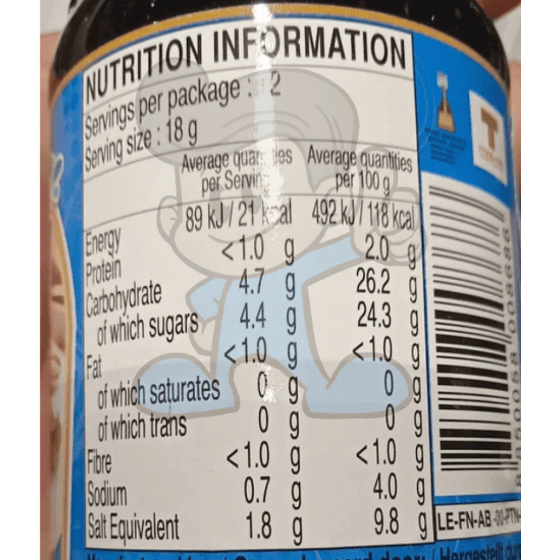 NUTRITION INFORMATION
Servings per package : 2
Serving size : 18 g
Average quantities Average quantities
per Serving per 100 g
Energy 89 kJ / 21 kcal 492 kJ / 118 kcal
Protein <1.0 g 2.0 g
Carbohydrate 4.7 g 26.2 g
of which sugars 4.4 g 24.3 g
Fat <1.0 g <1.0 g
of which saturates 0 g 0 g
of which trans 0 g 0 g
Fibre <1.0 g <1.0 g
Sodium 0.7 g 4.0 g
Salt Equivalent 1.8 g 9.8 g
LE-FN-AB